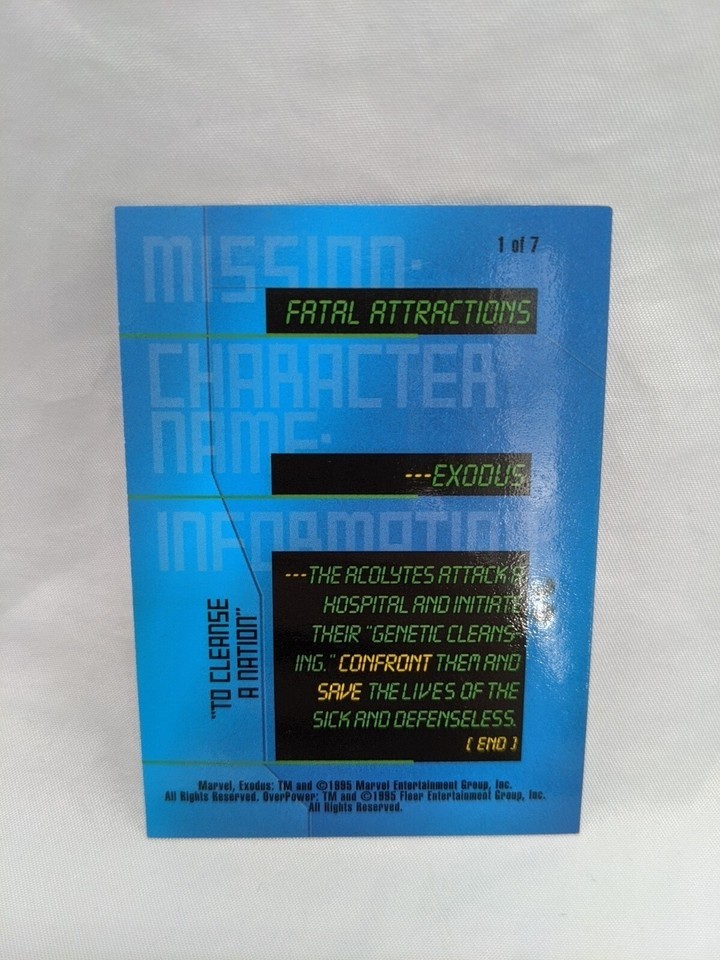 1 of 7
MISSION:
FATAL ATTRACTIONS
CHARACTER
NAME:
---EXODUS
INFORMATION
---THE ACOLYTES ATTACK A
HOSPITAL AND INITIATE
THEIR "GENETIC CLEANS-
ING." CONFRONT THEM AND
SAVE THE LIVES OF THE
SICK AND DEFENSELESS.
[ END ]
"TO CLEANSE
A NATION"
Marvel, Exodus: TM and ©1995 Marvel Entertainment Group, Inc.
All Rights Reserved. OverPower: TM and ©1995 Fleer Entertainment Group, Inc.
All Rights Reserved.